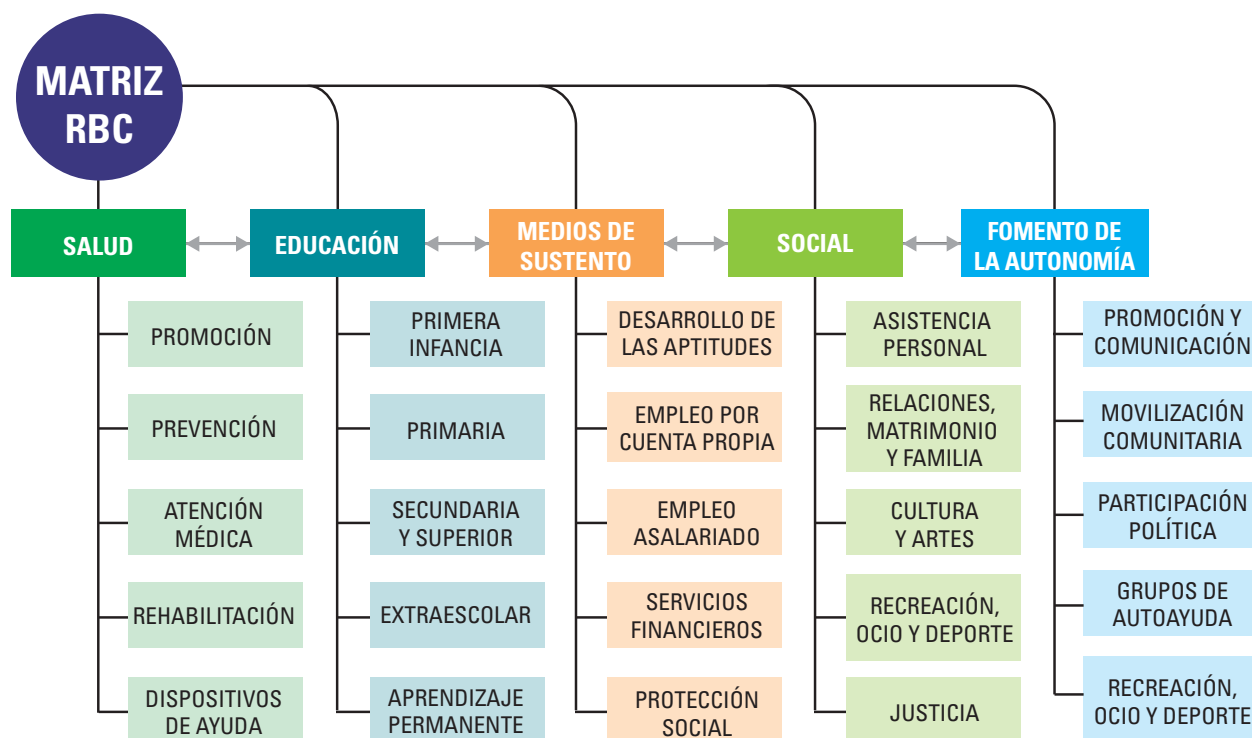 MATRIZ
RBC
SALUD
EDUCACIÓN
MEDIOS DE
SUSTENTO
SOCIAL
FOMENTO DE
LA AUTONOMÍA
PROMOCIÓN
PREVENCIÓN
ATENCIÓN
MÉDICA
REHABILITACIÓN
DISPOSITIVOS
DE AYUDA
PRIMERA
INFANCIA
PRIMARIA
SECUNDARIA
Y SUPERIOR
EXTRAESCOLAR
APRENDIZAJE
PERMANENTE
DESARROLLO DE
LAS APTITUDES
EMPLEO POR
CUENTA PROPIA
EMPLEO
ASALARIADO
SERVICIOS
FINANCIEROS
PROTECCIÓN
SOCIAL
ASISTENCIA
PERSONAL
RELACIONES,
MATRIMONIO
Y FAMILIA
CULTURA
Y ARTES
RECREACIÓN,
OCIO Y DEPORTE
JUSTICIA
PROMOCIÓN Y
COMUNICACIÓN
MOVILIZACIÓN
COMUNITARIA
PARTICIPACIÓN
POLÍTICA
GRUPOS DE
AUTOAYUDA
RECREACIÓN,
OCIO Y DEPORTE